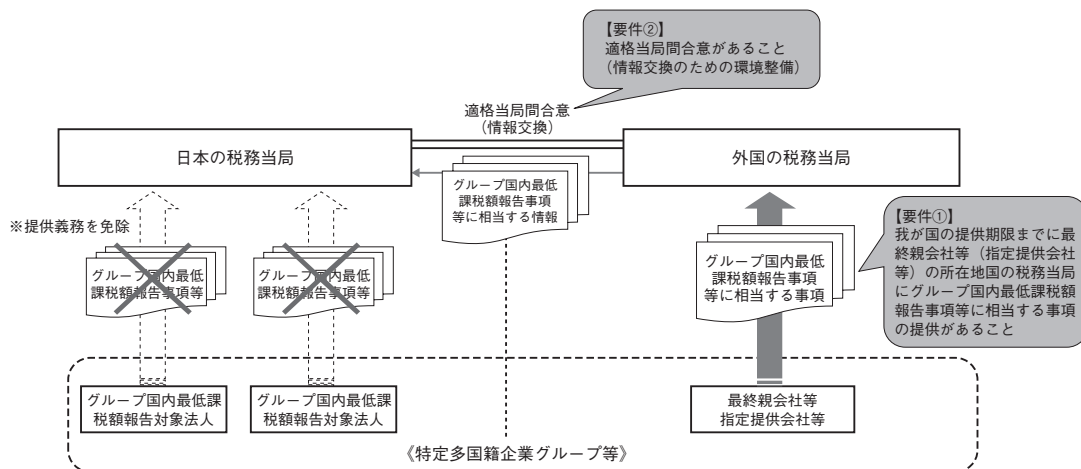 【要件②】
適格当局間合意があること
（情報交換のための環境整備）
適格当局間合意
（情報交換）
日本の税務当局
外国の税務当局
グループ国内最低
課税額報告事項
等に相当する情報
※提供義務を免除
グループ国内最低
課税額報告事項等
グループ国内最低
課税額報告事項等
グループ国内最低
課税額報告事項
等に相当する事項
【要件①】
我が国の提供期限までに最
終親会社等（指定提供会社
等）の所在地国の税務当局
にグループ国内最低課税額
報告事項等に相当する事項
の提供があること
グループ国内最低課
税額報告対象法人
グループ国内最低課
税額報告対象法人
最終親会社等
指定提供会社等
《特定多国籍企業グループ等》